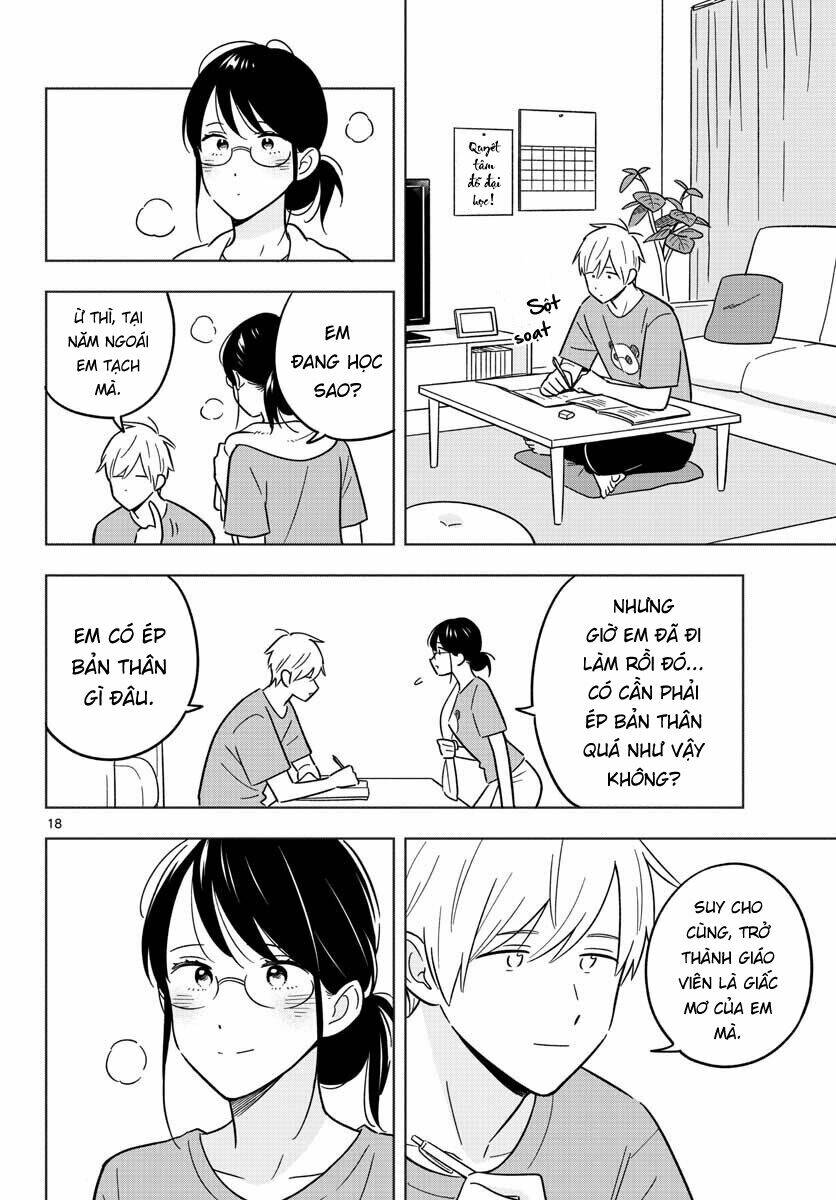 Quyết
tâm
đỗ đại
học!
Sột
soạt
EM
ĐANG HỌC
SAO?
Ừ THÌ, TẠI
NĂM NGOÁI
EM TẠCH
MÀ.
NHƯNG
GIỜ EM ĐÃ ĐI
LÀM RỒI ĐÓ...
CÓ CẦN PHẢI
ÉP BẢN THÂN
QUÁ NHƯ VẬY
KHÔNG?
EM CÓ ÉP
BẢN THÂN
GÌ ĐÂU.
18
SUY CHO
CÙNG, TRỞ
THÀNH GIÁO
VIÊN LÀ GIẤC
MƠ CỦA EM
MÀ.